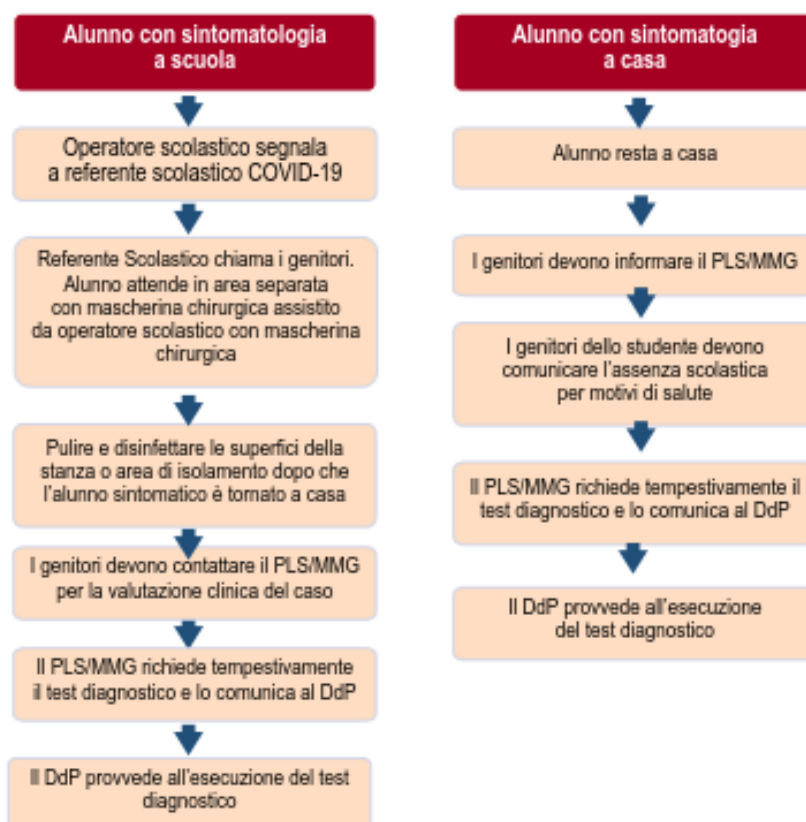 Alunno con sintomatologia
a scuola
Operatore scolastico segnala
a referente scolastico COVID-19
Referente Scolastico chiama i genitori.
Alunno attende in area separata
con mascherina chirurgica assistito
da operatore scolastico con mascherina
chirurgica
Pulire e disinfettare le superfici della
stanza o area di isolamento dopo che
l'alunno sintomatico è tornato a casa
I genitori devono contattare il PLS/MMG
per la valutazione clinica del caso
Il PLS/MMG richiede tempestivamente
il test diagnostico e lo comunica al DdP
Il DdP provvede all'esecuzione del test
diagnostico
Alunno con sintomatogia
a casa
Alunno resta a casa
I genitori devono informare il PLS/MMG
I genitori dello studente devono
comunicare l'assenza scolastica
per motivi di salute
Il PLS/MMG richiede tempestivamente il
test diagnostico e lo comunica al DdP
Il DdP provvede all'esecuzione
del test diagnostico